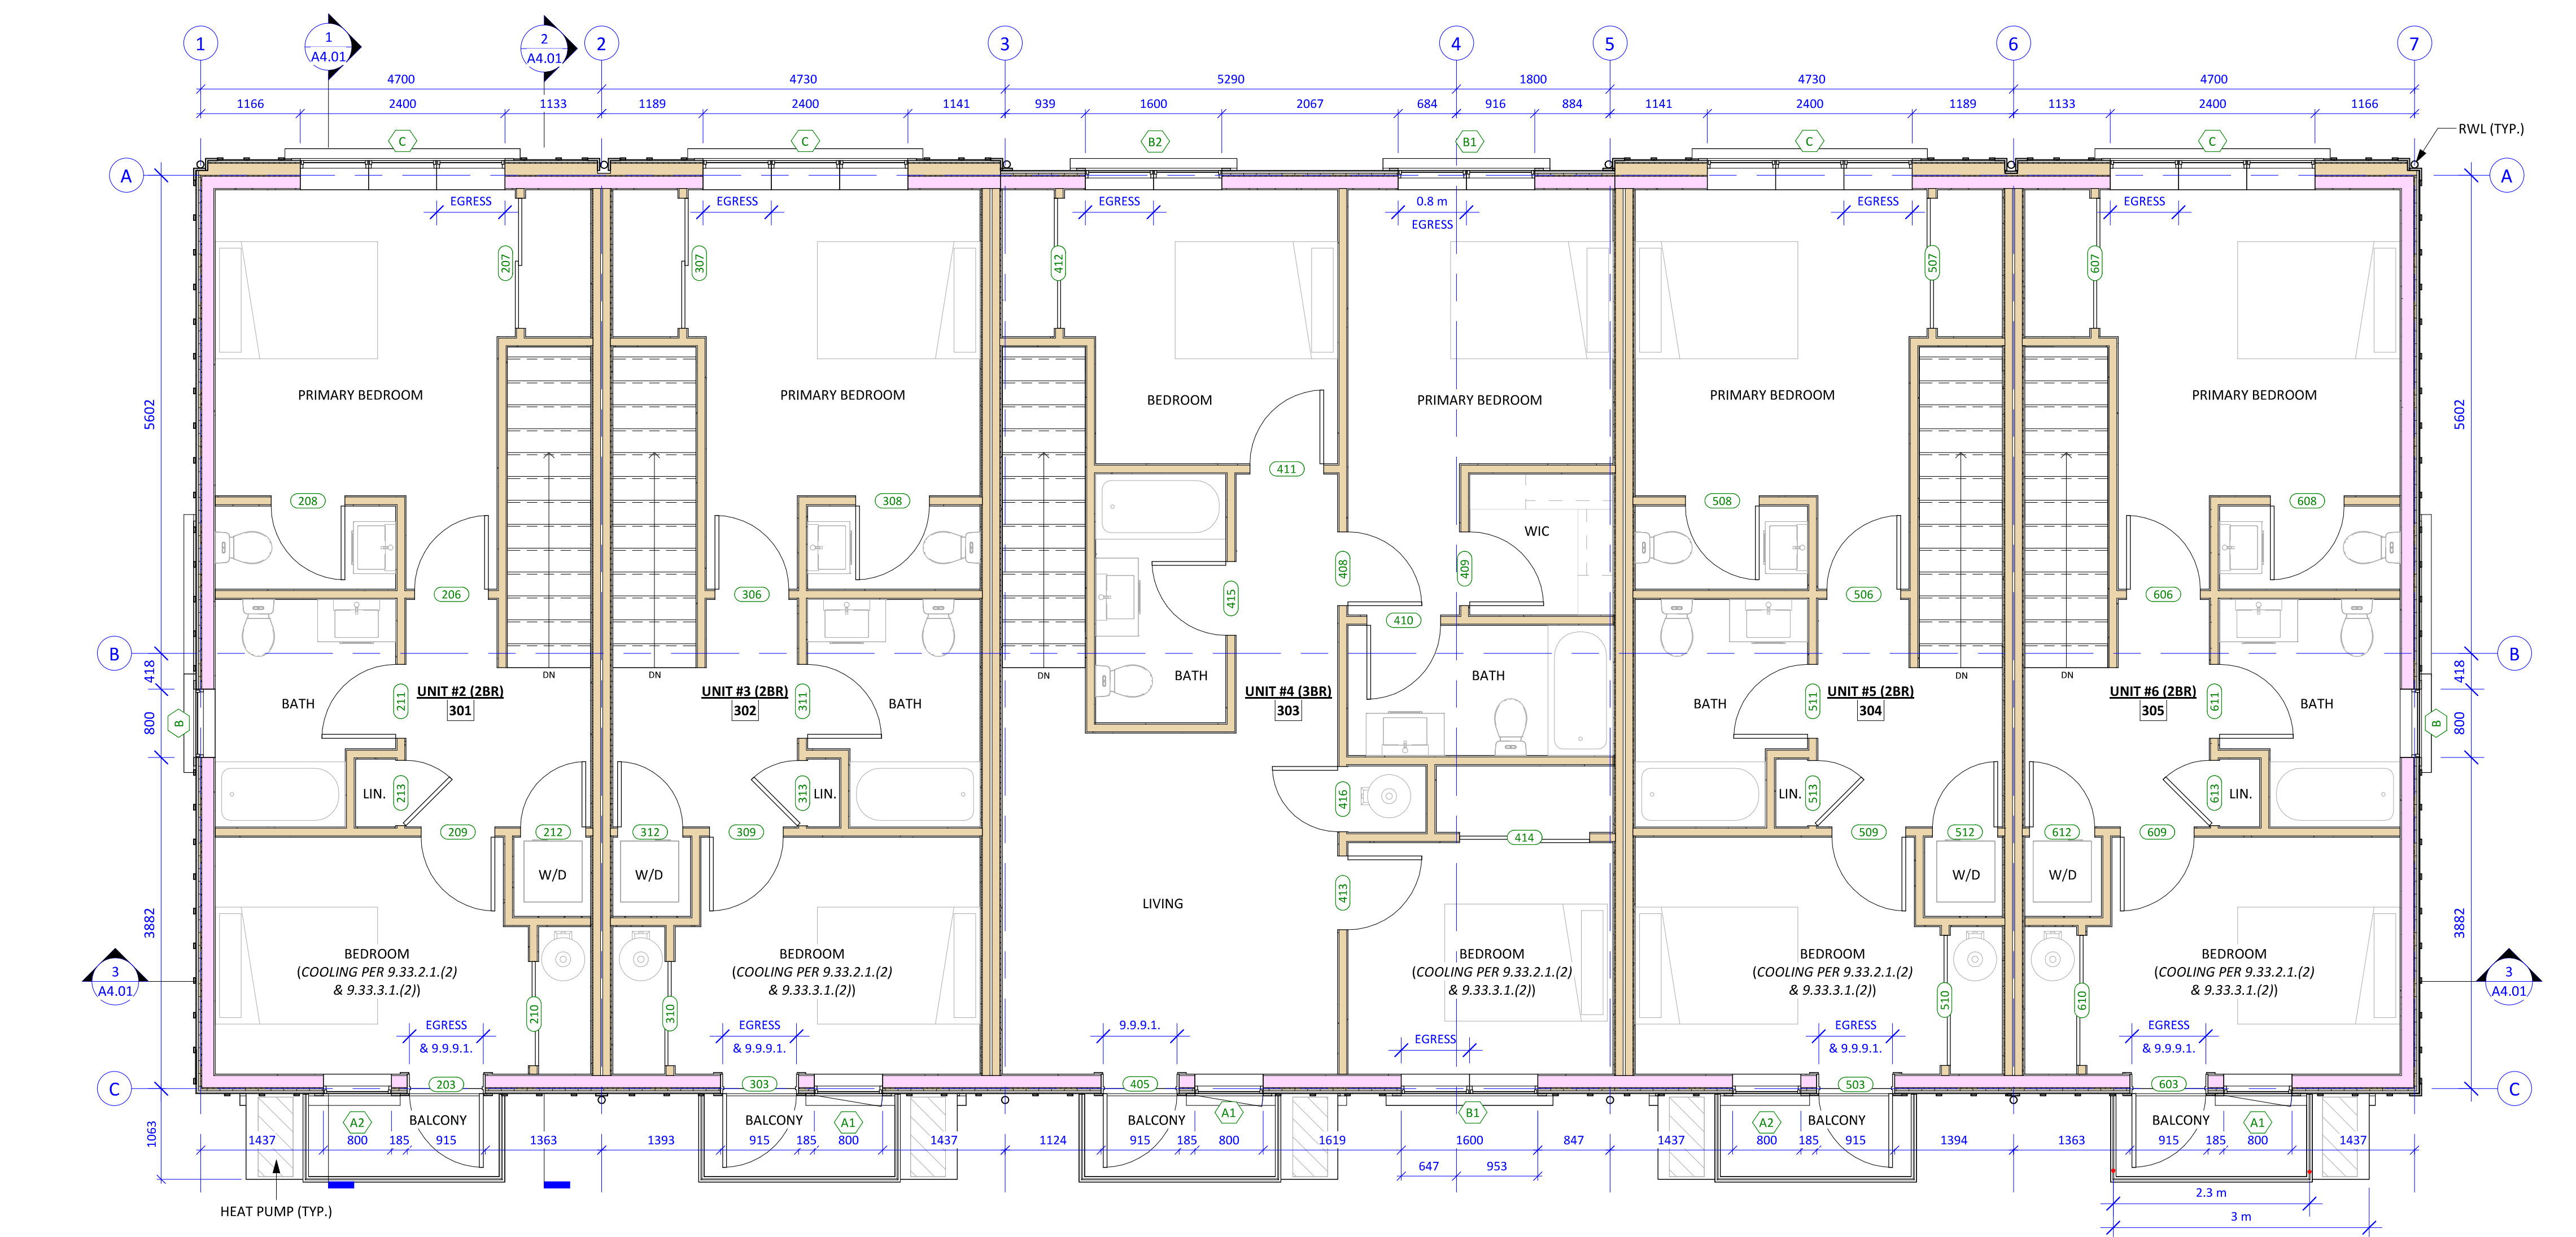 1
A4.01
2
A4.01
1
2
3
4
5
6
7
4700
4730
5290
1800
4730
4700
1166
2400
1133
1189
2400
1141
939
1600
2067
684
916
884
1141
2400
1189
1133
2400
1166
C
C
B2
B1
C
C
RWL (TYP.)
A
A
EGRESS
EGRESS
EGRESS
0.8 m
EGRESS
EGRESS
EGRESS
207
307
412
507
607
5602
5602
PRIMARY BEDROOM
PRIMARY BEDROOM
BEDROOM
PRIMARY BEDROOM
PRIMARY BEDROOM
PRIMARY BEDROOM
411
208
308
508
608
WIC
408
409
206
306
415
410
506
606
B
B
418
418
DN
DN
DN
DN
DN
BATH
BATH
BATH
211
UNIT #2 (2BR)
301
UNIT #3 (2BR)
302
311
BATH
BATH
UNIT #4 (3BR)
303
BATH
511
UNIT #5 (2BR)
304
UNIT #6 (2BR)
305
611
BATH
B
800
800
B
LIN.
213
313
LIN.
416
LIN.
513
613
LIN.
209
212
312
309
414
509
512
612
609
W/D
W/D
W/D
W/D
413
LIVING
3882
3882
BEDROOM
(COOLING PER 9.33.2.1.(2)
& 9.33.3.1.(2))
BEDROOM
(COOLING PER 9.33.2.1.(2)
& 9.33.3.1.(2))
BEDROOM
(COOLING PER 9.33.2.1.(2)
& 9.33.3.1.(2))
BEDROOM
(COOLING PER 9.33.2.1.(2)
& 9.33.3.1.(2))
BEDROOM
(COOLING PER 9.33.2.1.(2)
& 9.33.3.1.(2))
3
A4.01
3
A4.01
210
310
510
610
EGRESS
& 9.9.9.1.
EGRESS
& 9.9.9.1.
9.9.9.1.
EGRESS
EGRESS
& 9.9.9.1.
EGRESS
& 9.9.9.1.
C
C
203
303
405
503
603
A2
BALCONY
BALCONY
A1
BALCONY
A1
B1
A2
BALCONY
BALCONY
A1
1063
1437
800
185
915
1363
1393
915
185
800
1437
1124
915
185
800
1619
1600
847
1437
800
185
915
1394
1363
915
185
800
1437
647
953
2.3 m
3 m
HEAT PUMP (TYP.)